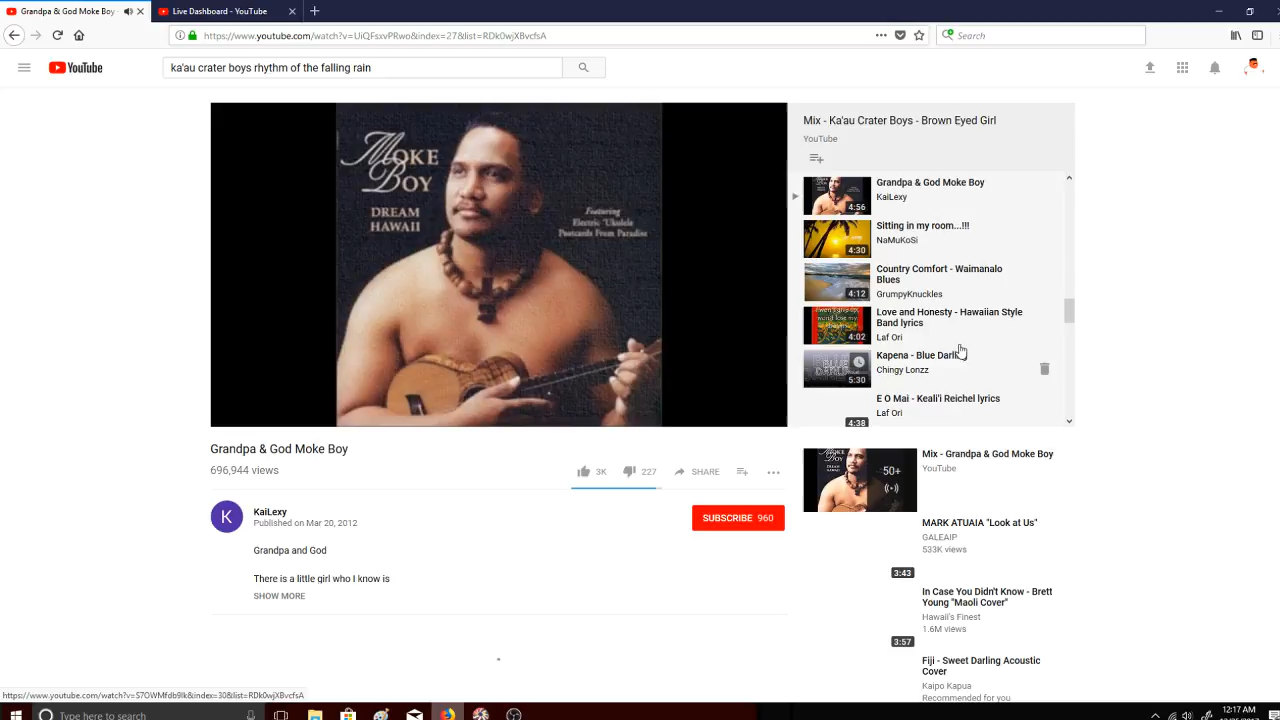 Grandpa & God Moke Boy -
Live Dashboard - YouTube
https://www.youtube.com/watch?v=UiQFsxvPRwo&index=27&list=RDk0wjXBvcfsA
Search
YouTube
ka'au crater boys rhythm of the falling rain
MOKE
BOY
DREAM
HAWAII
Featuring
Electric 'Ukulele
Postcards From Paradise
Mix - Ka'au Crater Boys - Brown Eyed Girl
YouTube
Grandpa & God Moke Boy
KaiLexy
4:56
Sitting in my room...!!!
NaMuKoSi
4:30
Country Comfort - Waimanalo
Blues
GrumpyKnuckles
4:12
Love and Honesty - Hawaiian Style
Band lyrics
Laf Ori
4:02
Kapena - Blue Darli
Chingy Lonzz
5:30
E O Mai - Keali'i Reichel lyrics
Laf Ori
4:38
Grandpa & God Moke Boy
696,944 views
3K
227
SHARE
K
KaiLexy
Published on Mar 20, 2012
SUBSCRIBE 960
Grandpa and God
There is a little girl who I know is
SHOW MORE
50+
Mix - Grandpa & God Moke Boy
YouTube
MARK ATUAIA "Look at Us"
GALEAIP
533K views
3:43
In Case You Didn't Know - Brett
Young "Maoli Cover"
Hawaii's Finest
1.6M views
3:57
Fiji - Sweet Darling Acoustic
Cover
Kaipo Kapua
Recommended for you
https://www.youtube.com/watch?v=S7OWMfdb9lk&index=30&list=RDk0wjXBvcfsA
Type here to search
12:17 AM